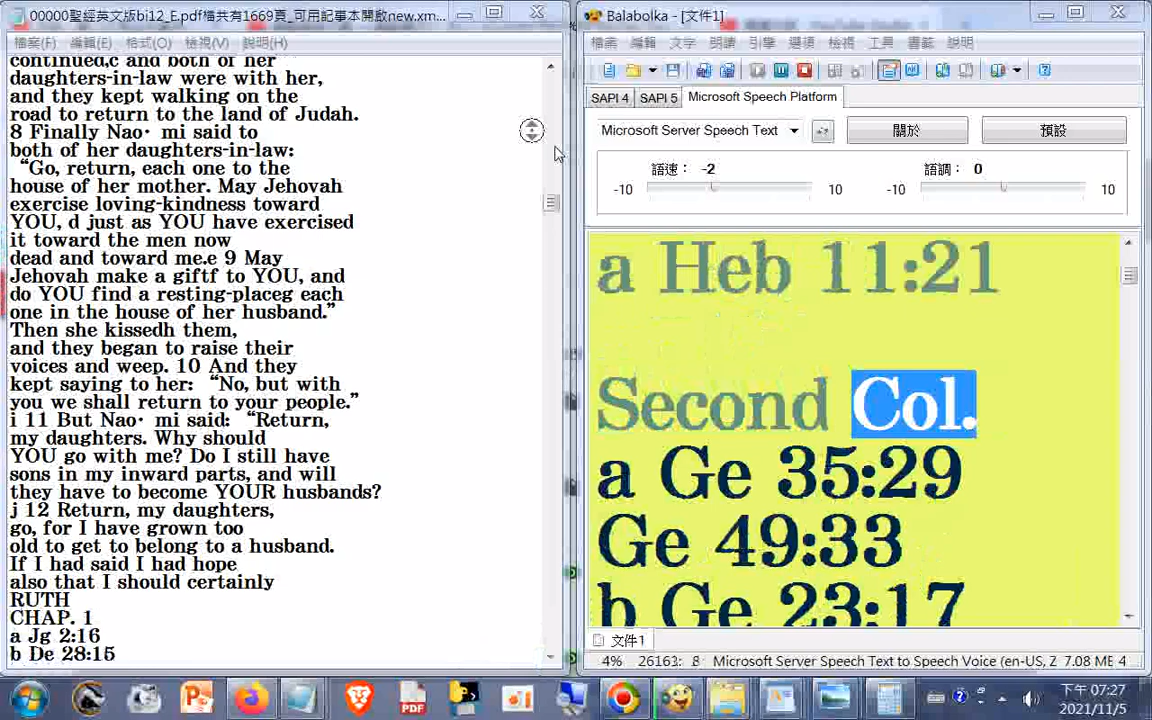 00000聖經英文版bi12_E.pdf檔共有1669頁_可用記事本開啟new.xm...
檔案(F) 編輯(E) 格式(O) 檢視(V) 說明(H)
continued,c and both of her
daughters-in-law were with her,
and they kept walking on the
road to return to the land of Judah.
8 Finally Nao· mi said to
both of her daughters-in-law:
“Go, return, each one to the
house of her mother. May Jehovah
exercise loving-kindness toward
YOU, d just as YOU have exercised
it toward the men now
dead and toward me.e 9 May
Jehovah make a giftf to YOU, and
do YOU find a resting-placeg each
one in the house of her husband.”
Then she kissedh them,
and they began to raise their
voices and weep. 10 And they
kept saying to her: “No, but with
you we shall return to your people.”
i 11 But Nao· mi said: “Return,
my daughters. Why should
YOU go with me? Do I still have
sons in my inward parts, and will
they have to become YOUR husbands?
j 12 Return, my daughters,
go, for I have grown too
old to get to belong to a husband.
If I had said I had hope
also that I should certainly
RUTH
CHAP. 1
a Jg 2:16
b De 28:15
Balabolka - [文件1]
檔案 編輯 文字 朗讀 引擎 選項 檢視 工具 書籤 說明
SAPI 4 SAPI 5 Microsoft Speech Platform
Microsoft Server Speech Text 關於 預設
語速： -2 語調： 0
-10 10 -10 10
a Heb 11:21
Second Col.
a Ge 35:29
Ge 49:33
b Ge 23:17
文件1
4% 26163: 8 Microsoft Server Speech Text to Speech Voice (en-US, Z 7.08 MB 4
PDF
下午 07:27
2021/11/5